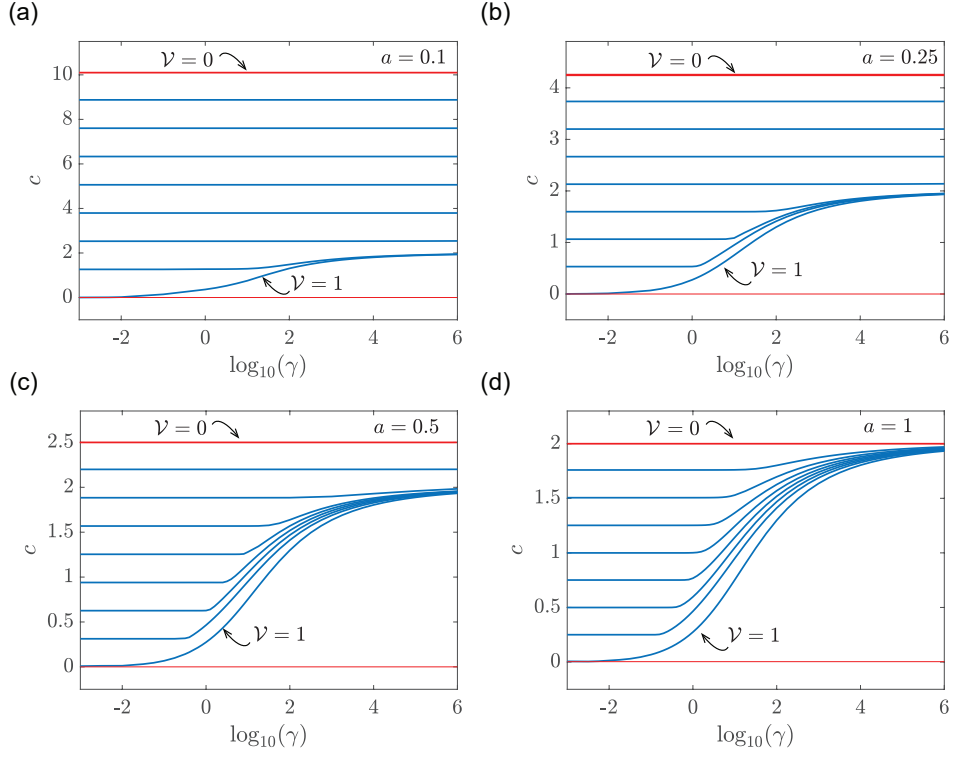 (a)
𝒱 = 0
a = 0.1
10
8
6
4
2
0
c
𝒱 = 1
-2 0 2 4 6
log₁₀(γ)
(b)
𝒱 = 0
a = 0.25
4
3
2
1
0
c
𝒱 = 1
-2 0 2 4 6
log₁₀(γ)
(c)
𝒱 = 0
a = 0.5
2.5
2
1.5
1
0.5
0
c
𝒱 = 1
-2 0 2 4 6
log₁₀(γ)
(d)
𝒱 = 0
a = 1
2
1.5
1
0.5
0
c
𝒱 = 1
-2 0 2 4 6
log₁₀(γ)